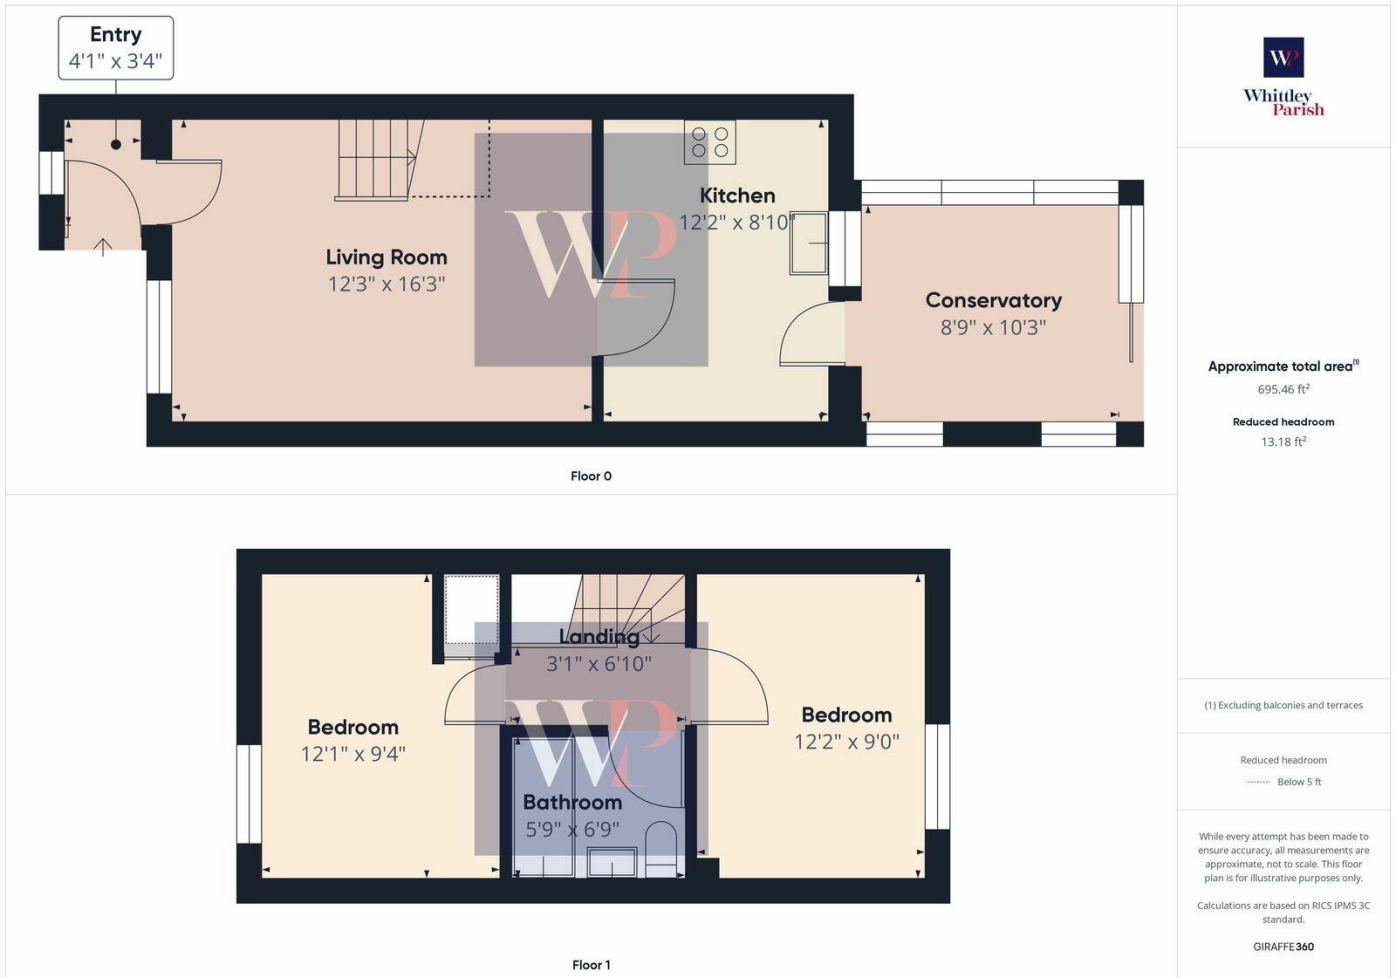 Entry
4'1" x 3'4"
Living Room
12'3" x 16'3"
Kitchen
12'2" x 8'10"
Conservatory
8'9" x 10'3"
WP
Floor 0
Landing
3'1" x 6'10"
Bedroom
12'1" x 9'4"
Bedroom
12'2" x 9'0"
Bathroom
5'9" x 6'9"
WP
Floor 1
WP
Whittley
Parish
Approximate total area(1)
695.46 ft²
Reduced headroom
13.18 ft²
(1) Excluding balconies and terraces
Reduced headroom
Below 5 ft
While every attempt has been made to
ensure accuracy, all measurements are
approximate, not to scale. This floor
plan is for illustrative purposes only.
Calculations are based on RICS IPMS 3C
standard.
GIRAFFE360